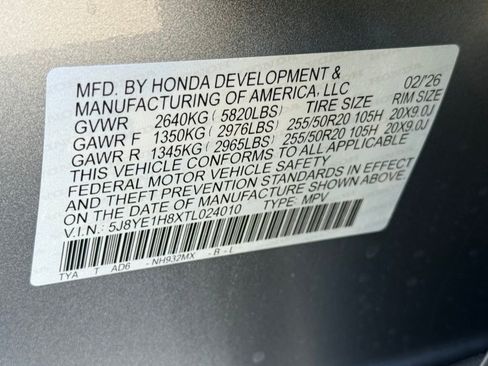 MFD. BY HONDA DEVELOPMENT &
MANUFACTURING OF AMERICA, LLC 02/'26
GVWR 2640KG ( 5820LBS) TIRE SIZE RIM SIZE
GAWR F 1350KG ( 2976LBS) 255/50R20 105H 20X9.0J
GAWR R 1345KG ( 2965LBS) 255/50R20 105H 20X9.0J
THIS VEHICLE CONFORMS TO ALL APPLICABLE
FEDERAL MOTOR VEHICLE SAFETY
AND THEFT PREVENTION STANDARDS IN EFFECT
ON THE DATE OF MANUFACTURE SHOWN ABOVE.
V.I.N.: 5J8YE1H8XTL024010 TYPE: MPV
TYA T AD6 -NH932MX -B-L